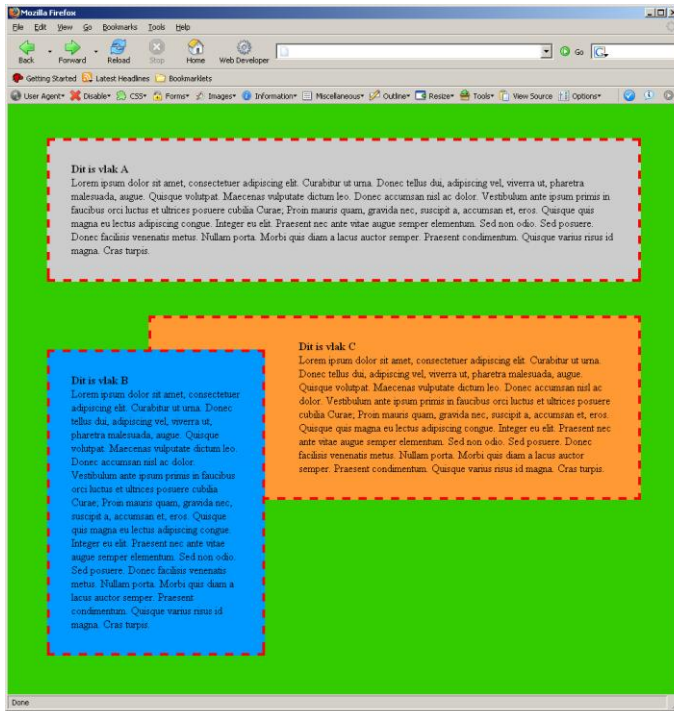 Mozilla Firefox
File Edit View Go Bookmarks Tools Help
Back Forward Reload Stop Home Web Developer Go G
Getting Started Latest Headlines Bookmarklets
User Agent Disable CSS Forms Images Information Miscellaneous Outline Resize Tools View Source Options
Dit is vlak A
Lorem ipsum dolor sit amet, consectetuer adipiscing elit. Curabitur ut urna. Donec tellus dui, adipiscing vel, viverra ut, pharetra
malesuada, augue. Quisque volutpat. Maecenas vulputate dictum leo. Donec accumsan nisl ac dolor. Vestibulum ante ipsum primis in
faucibus orci luctus et ultrices posuere cubilia Curae; Proin mauris quam, gravida nec, suscipit a, accumsan et, eros. Quisque quis
magna eu lectus adipiscing congue. Integer eu elit. Praesent nec ante vitae augue semper elementum. Sed non odio. Sed posuere.
Donec facilisis venenatis metus. Nullam porta. Morbi quis diam a lacus auctor semper. Praesent condimentum. Quisque varius risus id
magna. Cras turpis.
Dit is vlak C
Lorem ipsum dolor sit amet, consectetuer adipiscing elit. Curabitur ut urna.
Donec tellus dui, adipiscing vel, viverra ut, pharetra malesuada, augue.
Quisque volutpat. Maecenas vulputate dictum leo. Donec accumsan nisl ac
dolor. Vestibulum ante ipsum primis in faucibus orci luctus et ultrices posuere
cubilia Curae; Proin mauris quam, gravida nec, suscipit a, accumsan et, eros.
Quisque quis magna eu lectus adipiscing congue. Integer eu elit. Praesent nec
ante vitae augue semper elementum. Sed non odio. Sed posuere. Donec
facilisis venenatis metus. Nullam porta. Morbi quis diam a lacus auctor
semper. Praesent condimentum. Quisque varius risus id magna. Cras turpis.
Dit is vlak B
Lorem ipsum dolor sit amet, consectetuer
adipiscing elit. Curabitur ut urna. Donec
tellus dui, adipiscing vel, viverra ut,
pharetra malesuada, augue. Quisque
volutpat. Maecenas vulputate dictum leo.
Donec accumsan nisl ac dolor.
Vestibulum ante ipsum primis in faucibus
orci luctus et ultrices posuere cubilia
Curae; Proin mauris quam, gravida nec,
suscipit a, accumsan et, eros. Quisque
quis magna eu lectus adipiscing congue.
Integer eu elit. Praesent nec ante vitae
augue semper elementum. Sed non odio.
Sed posuere. Donec facilisis venenatis
metus. Nullam porta. Morbi quis diam a
lacus auctor semper. Praesent
condimentum. Quisque varius risus id
magna. Cras turpis.
Done